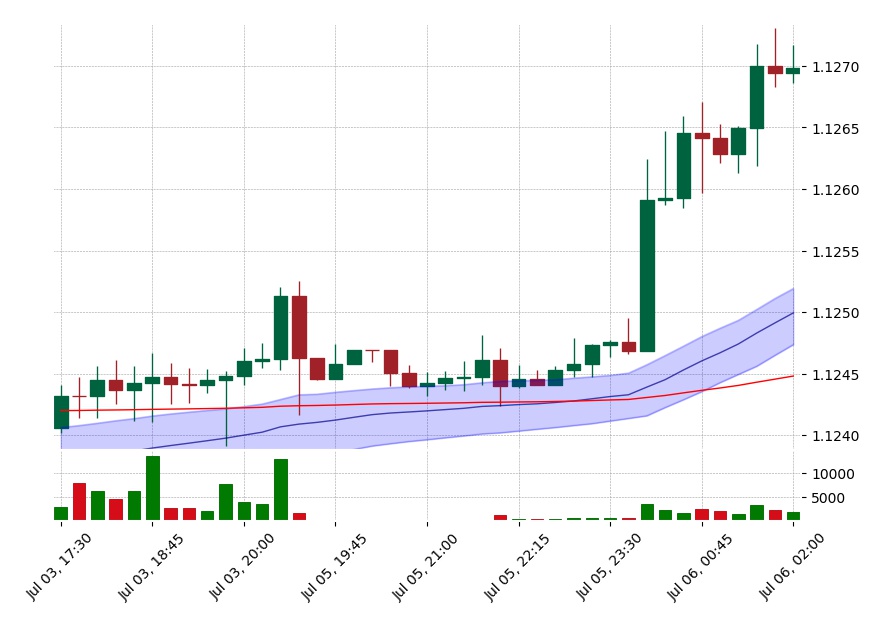 1.1270
1.1265
1.1260
1.1255
1.1250
1.1245
1.1240
10000
5000
Jul 03, 17:30
Jul 03, 18:45
Jul 03, 20:00
Jul 05, 19:45
Jul 05, 21:00
Jul 05, 22:15
Jul 05, 23:30
Jul 06, 00:45
Jul 06, 02:00